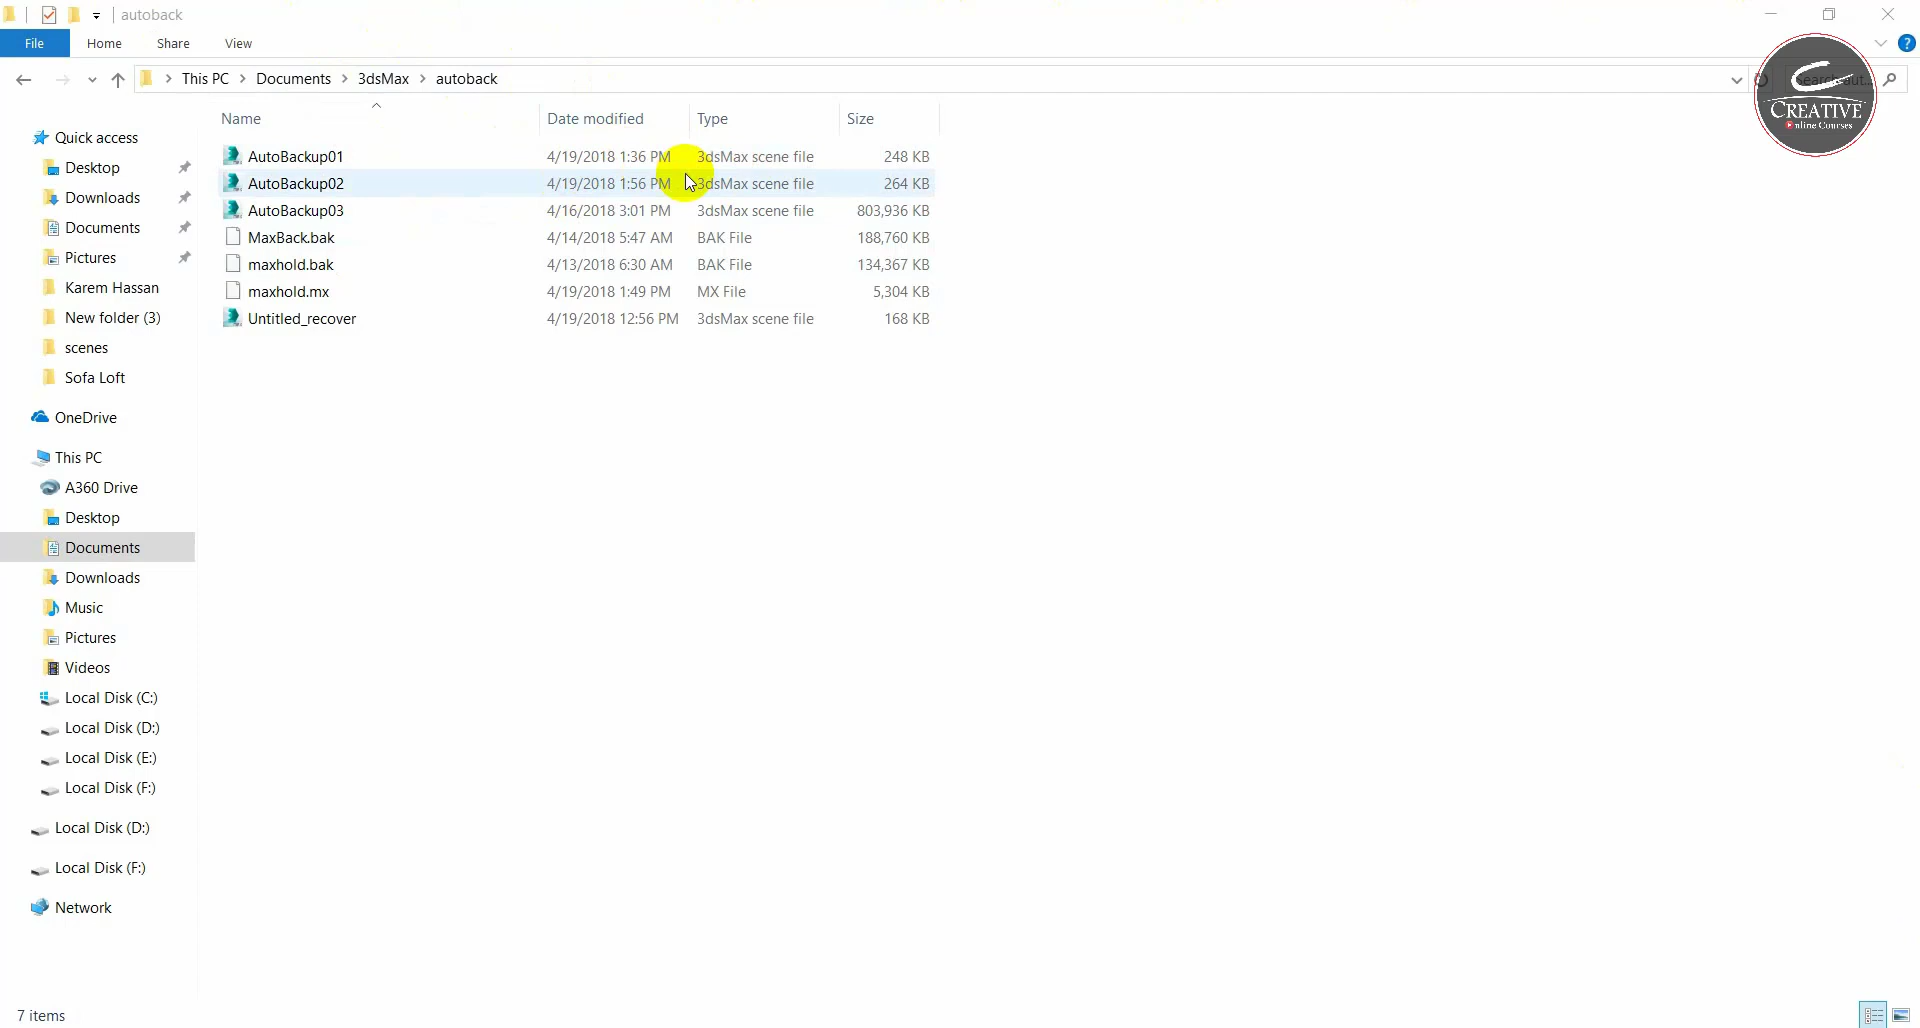 autoback
File Home Share View
This PC Documents 3dsMax autoback
CREATIVE
Online Courses
Name Date modified Type Size
AutoBackup01 4/19/2018 1:36 PM 3dsMax scene file 248 KB
AutoBackup02 4/19/2018 1:56 PM 3dsMax scene file 264 KB
AutoBackup03 4/16/2018 3:01 PM 3dsMax scene file 803,936 KB
MaxBack.bak 4/14/2018 5:47 AM BAK File 188,760 KB
maxhold.bak 4/13/2018 6:30 AM BAK File 134,367 KB
maxhold.mx 4/19/2018 1:49 PM MX File 5,304 KB
Untitled_recover 4/19/2018 12:56 PM 3dsMax scene file 168 KB
Quick access
Desktop
Downloads
Documents
Pictures
Karem Hassan
New folder (3)
scenes
Sofa Loft
OneDrive
This PC
A360 Drive
Desktop
Documents
Downloads
Music
Pictures
Videos
Local Disk (C:)
Local Disk (D:)
Local Disk (E:)
Local Disk (F:)
Local Disk (D:)
Local Disk (F:)
Network
7 items